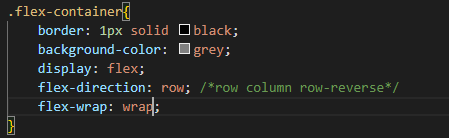 .flex-container{
border: 1px solid black;
background-color: grey;
display: flex;
flex-direction: row; /*row column row-reverse*/
flex-wrap: wrap;
}